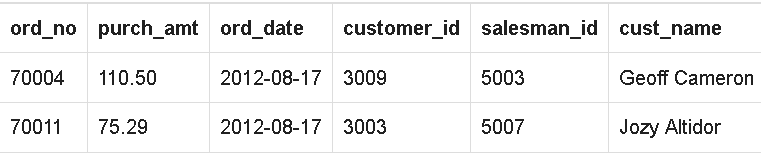 ord_no purch_amt ord_date customer_id salesman_id cust_name
70004 110.50 2012-08-17 3009 5003 Geoff Cameron
70011 75.29 2012-08-17 3003 5007 Jozy Altidor